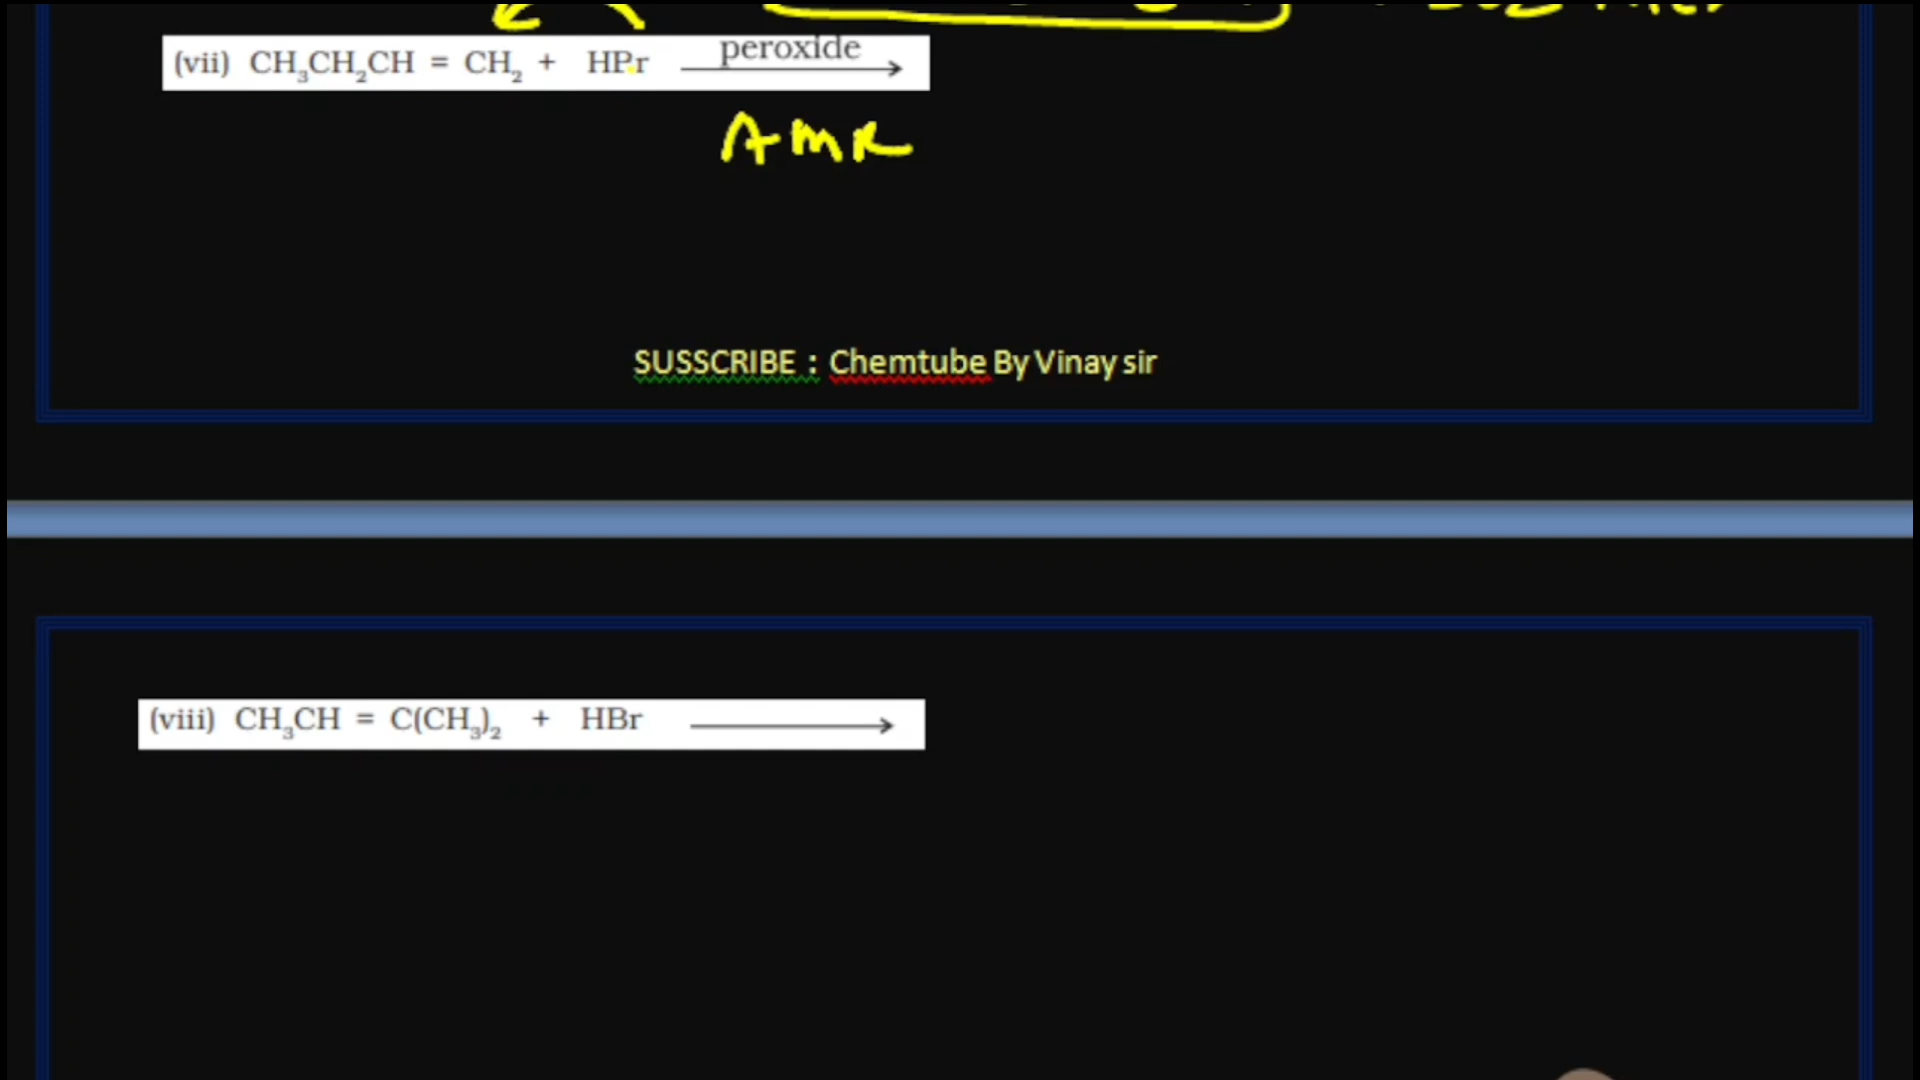 (vii) CH₃CH₂CH = CH₂ + HBr peroxide →
AMR
SUSSCRIBE : Chemtube By Vinay sir
(viii) CH₃CH = C(CH₃)₂ + HBr →